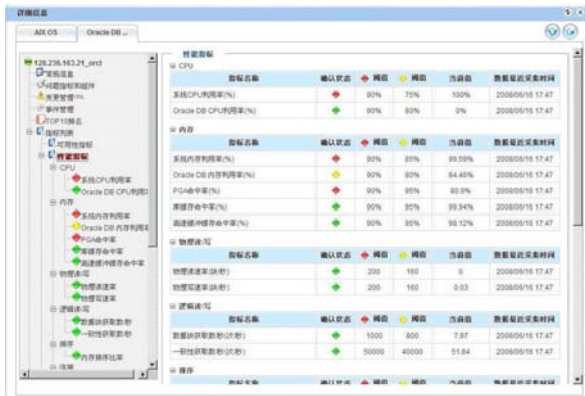 详细信息
AIX OS
Oracle DB ...
128.236.163.21_orcl
常规信息
问题指标和组件
变更管理
事件管理
TOP10排名
指标列表
可用性指标
性能指标
CPU
系统CPU利用率
Oracle DB CPU利用
内存
系统内存利用率
Oracle DB 内存利用
PGA命中率
库缓存命中率
高速缓冲缓存命中率
物理读/写
物理读速率
物理写速率
逻辑读/写
数据块获取数/秒
一致性获取数/秒
排序
内存排序比率
连接
性能指标
CPU
指标名称 确认状态 阈值 阈值 当前值 数据最近采集时间
系统CPU利用率(%) 90% 75% 100% 2008/06/16 17:47
Oracle DB CPU利用率(%) 90% 80% 0% 2008/06/16 17:47
内存
指标名称 确认状态 阈值 阈值 当前值 数据最近采集时间
系统内存利用率(%) 90% 85% 99.59% 2008/06/16 17:47
Oracle DB 内存利用率(%) 90% 80% 84.48% 2008/06/16 17:47
PGA命中率(%) 90% 95% 80.9% 2008/06/16 17:47
库缓存命中率(%) 90% 95% 99.94% 2008/06/16 17:47
高速缓冲缓存命中率(%) 90% 95% 98.12% 2008/06/16 17:47
物理读/写
指标名称 确认状态 阈值 阈值 当前值 数据最近采集时间
物理读速率(块/秒) 200 160 0 2008/06/16 17:47
物理写速率(块/秒) 200 160 0.03 2008/06/16 17:47
逻辑读/写
指标名称 确认状态 阈值 阈值 当前值 数据最近采集时间
数据块获取数/秒(次/秒) 1000 800 7.97 2008/06/16 17:47
一致性获取数/秒(次/秒) 50000 40000 51.84 2008/06/16 17:47
排序
指标名称 确认状态 阈值 阈值 当前值 数据最近采集时间